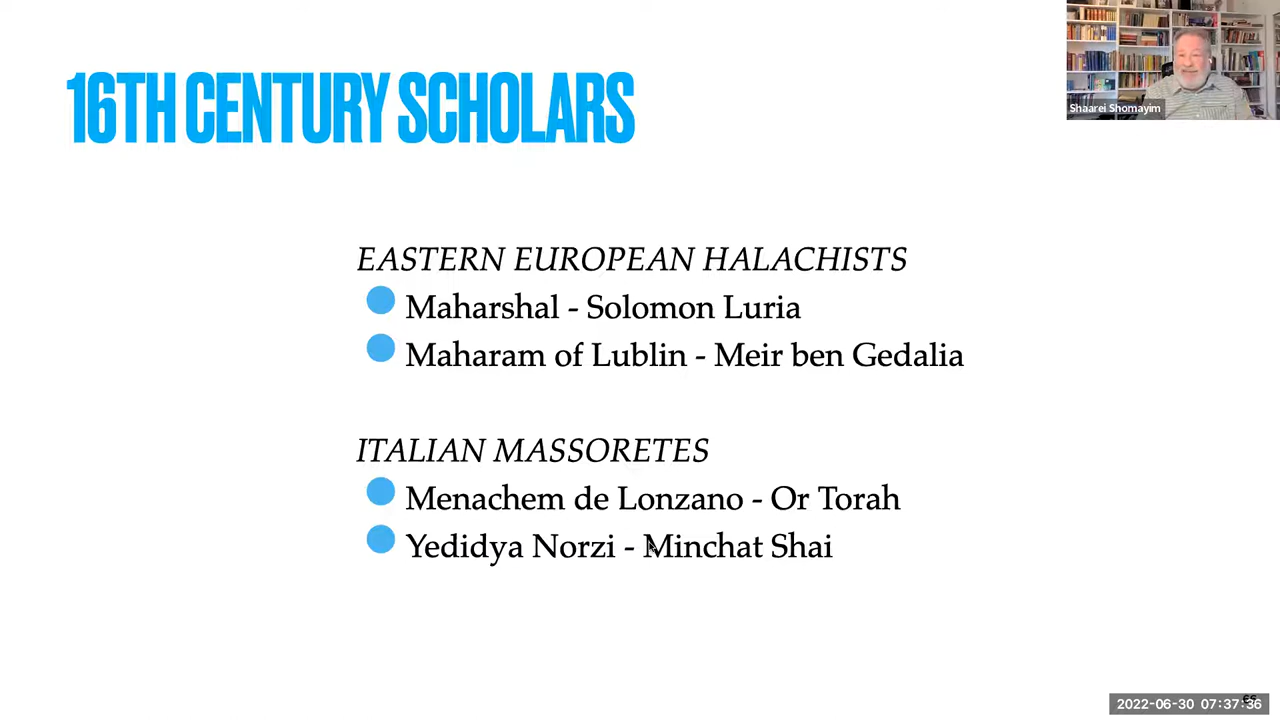 16TH CENTURY SCHOLARS
Shaarei Shomayim
EASTERN EUROPEAN HALACHISTS
Maharshal - Solomon Luria
Maharam of Lublin - Meir ben Gedalia
ITALIAN MASSORETES
Menachem de Lonzano - Or Torah
Yedidya Norzi - Minchat Shai
2022-06-30 07:37:36